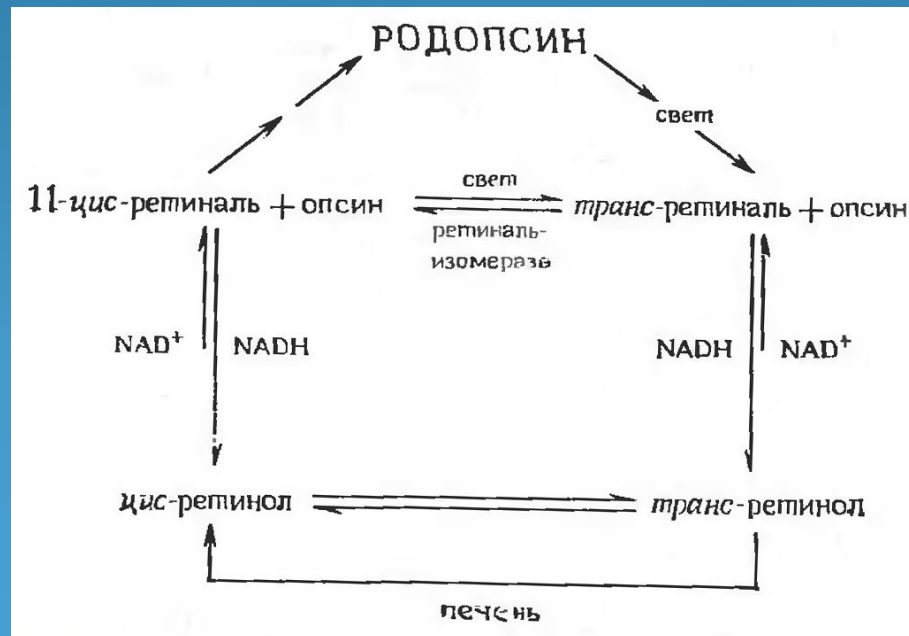 РОДОПСИН
свет
11-цис-ретиналь + опсин
свет
ретиналь-
изомераза
транс-ретиналь + опсин
NAD⁺
NADH
NADH
NAD⁺
цис-ретинол
транс-ретинол
печень